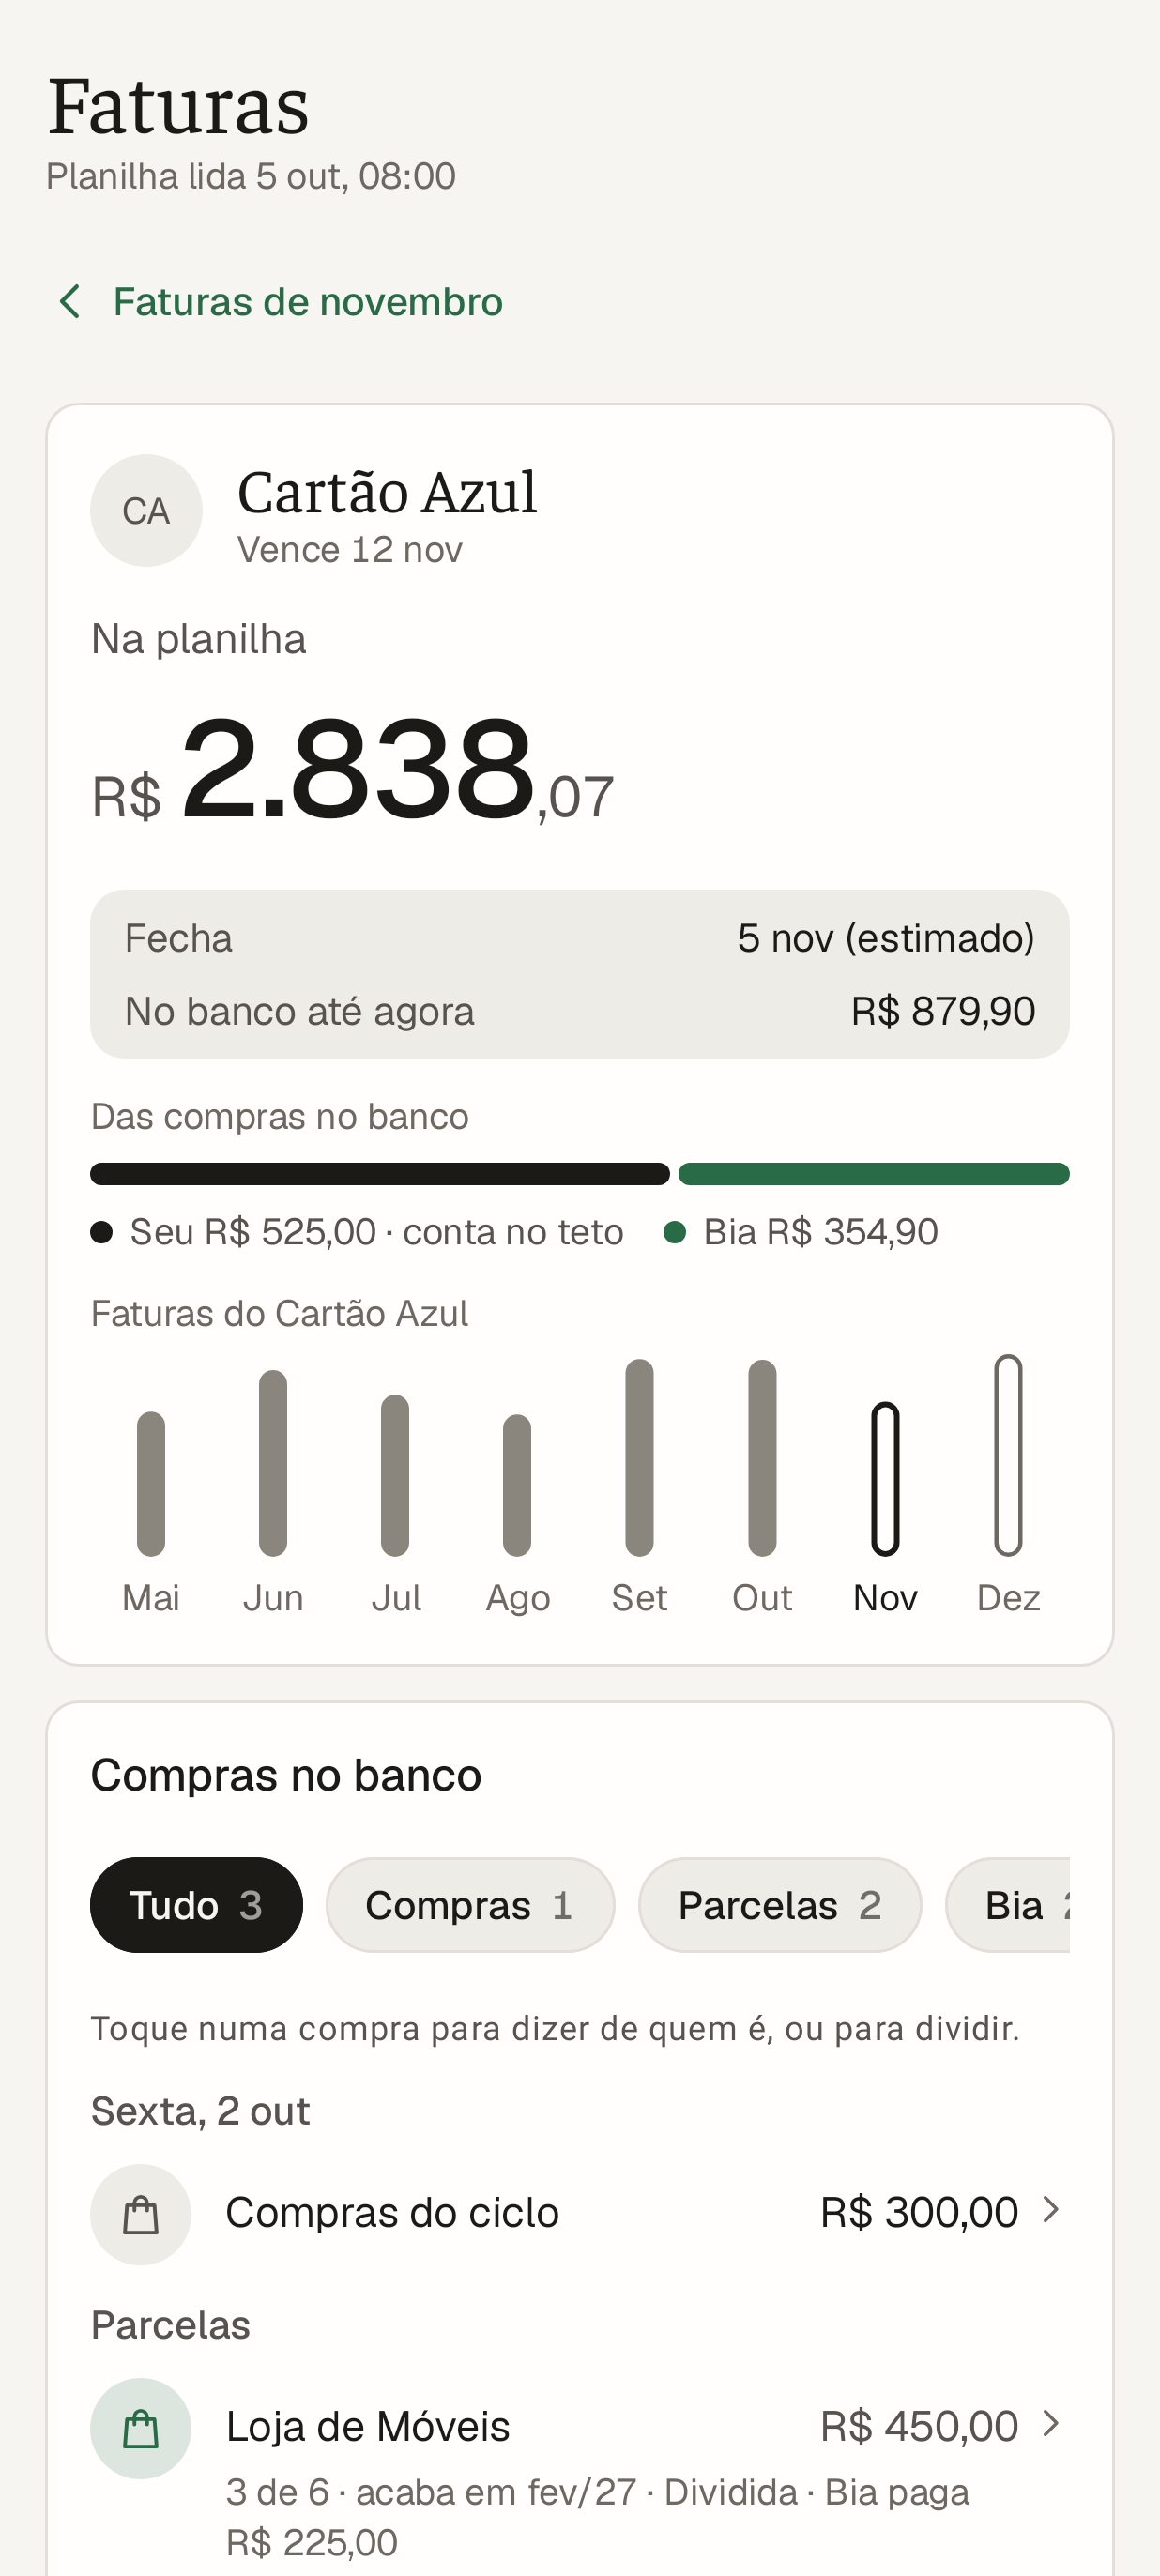 Faturas
Planilha lida 5 out, 08:00
Faturas de novembro
CA
Cartão Azul
Vence 12 nov
Na planilha
R$ 2.838,07
Fecha 5 nov (estimado)
No banco até agora R$ 879,90
Das compras no banco
Seu R$ 525,00 · conta no teto Bia R$ 354,90
Faturas do Cartão Azul
Mai Jun Jul Ago Set Out Nov Dez
Compras no banco
Tudo 3 Compras 1 Parcelas 2 Bia
Toque numa compra para dizer de quem é, ou para dividir.
Sexta, 2 out
Compras do ciclo R$ 300,00
Parcelas
Loja de Móveis R$ 450,00
3 de 6 · acaba em fev/27 · Dividida · Bia paga
R$ 225,00